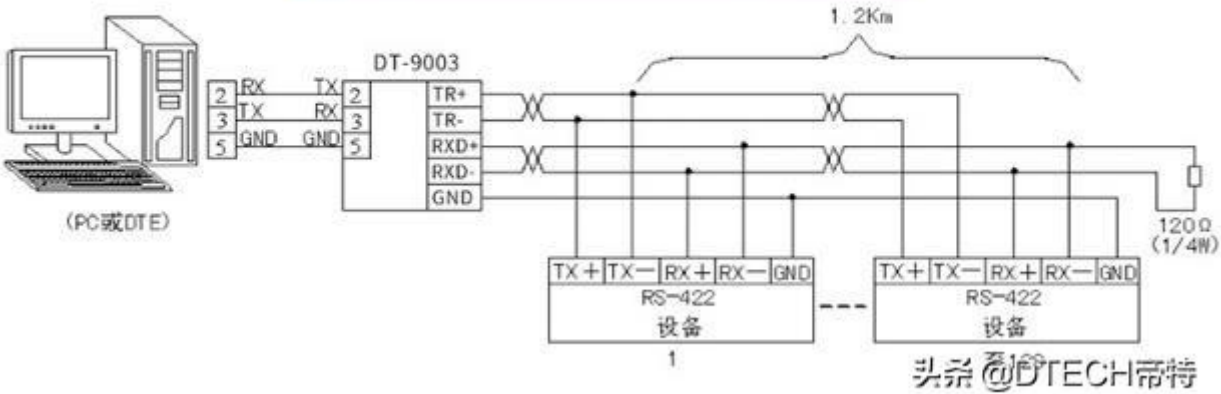 1.2Km
DT-9003
2 RX TX 2 TR+
3 TX RX 3 TR-
5 GND GND 5 RXD+
RXD-
GND
(PC或DTE)
120Ω
(1/4W)
TX+ TX- RX+ RX- GND TX+ TX- RX+ RX- GND
RS-422 RS-422
设备 设备
1
头条 @DTECH帝特